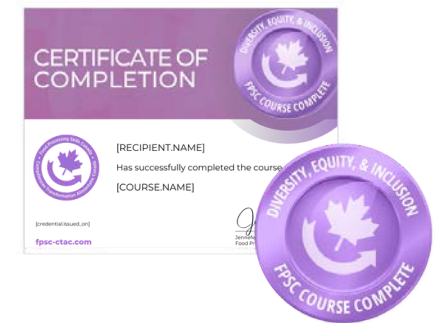 CERTIFICATE OF
COMPLETION
DIVERSITY, EQUITY, & INCLUSION
FPSC COURSE COMPLETE
[RECIPIENT.NAME]
Has successfully completed the course
[COURSE.NAME]
[credential.issued_on]
fpsc-ctac.com
Food
DIVERSITY, EQUITY, & INCLUSION
FPSC COURSE COMPLETE